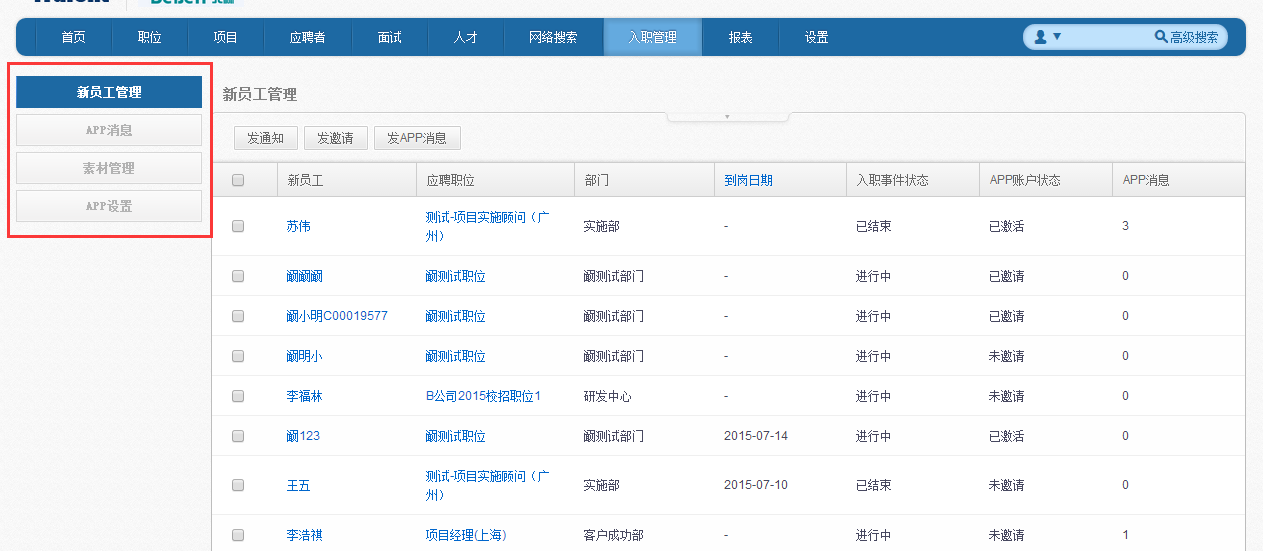 首页 职位 项目 应聘者 面试 人才 网络搜索 入职管理 报表 设置 高级搜索
新员工管理
APP消息
素材管理
APP设置
新员工管理
发通知 发邀请 发APP消息
新员工 应聘职位 部门 到岗日期 入职事件状态 APP账户状态 APP消息
苏伟 测试-项目实施顾问（广 实施部 - 已结束 已激活 3
州）
阚阚阚 阚测试职位 阚测试部门 - 进行中 已邀请 0
阚小明C00019577 阚测试职位 阚测试部门 - 进行中 已邀请 0
阚明小 阚测试职位 阚测试部门 - 进行中 未邀请 0
李福林 B公司2015校招职位1 研发中心 - 进行中 未邀请 0
阚123 阚测试职位 阚测试部门 2015-07-14 进行中 已激活 0
王五 测试-项目实施顾问（广 实施部 2015-07-10 已结束 未邀请 0
州）
李浩祺 项目经理(上海) 客户成功部 - 进行中 未邀请 1